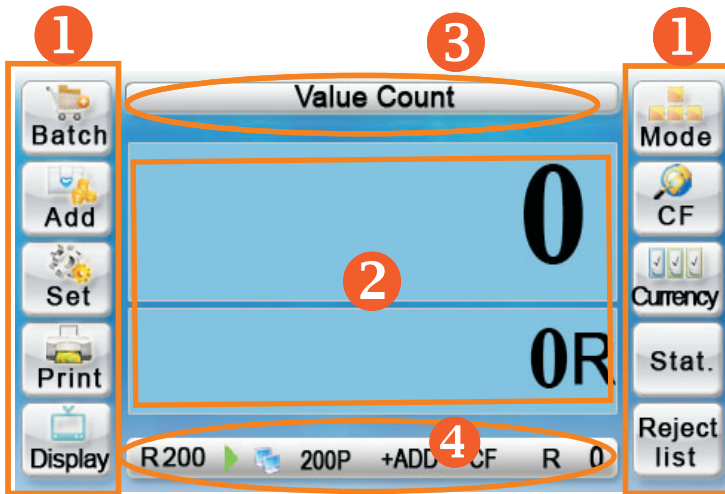 1
3
1
Batch
Add
Set
Print
Display
Value Count
0
2
0R
R200 200P +ADD CF R 0
4
Mode
CF
Currency
Stat.
Reject
list